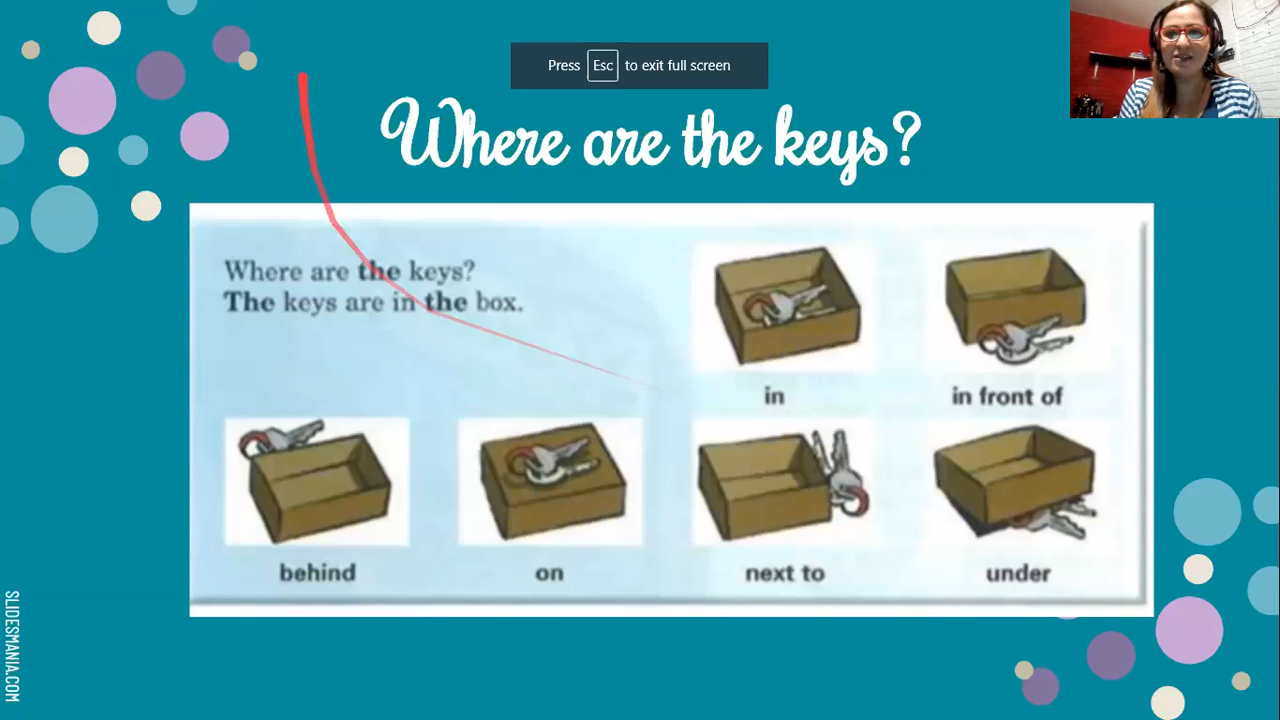 Press Esc to exit full screen
Where are the keys?
Where are the keys?
The keys are in the box.
in
in front of
behind
on
next to
under
SLIDESMANIA.COM